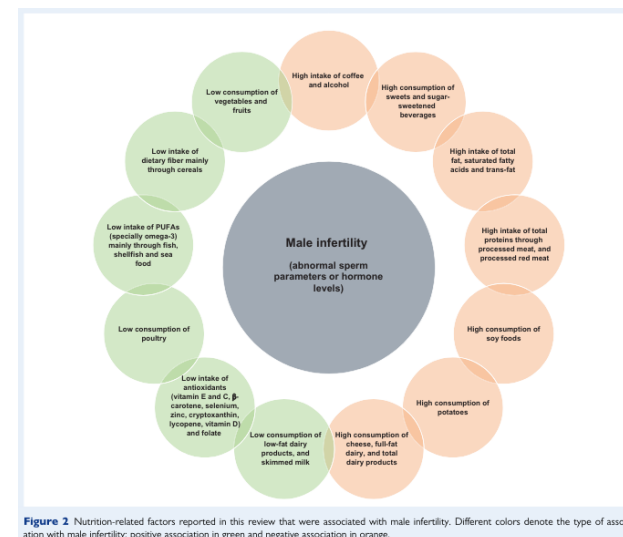 High intake of coffee
and alcohol
High consumption of
sweets and sugar-
sweetened
beverages
High intake of total
fat, saturated fatty
acids and trans-fat
High intake of total
proteins through
processed meat, and
processed red meat
High consumption of
soy foods
High consumption of
potatoes
High consumption of
cheese, full-fat
dairy, and total
dairy products
Low consumption of
low-fat dairy
products, and
skimmed milk
Low intake of
antioxidants
(vitamin E and C, β-
carotene, selenium,
zinc, cryptoxanthin,
lycopene, vitamin D)
and folate
Low consumption of
poultry
Low intake of PUFAs
(specially omega-3)
mainly through fish,
shellfish and sea
food
Low intake of
dietary fiber mainly
through cereals
Low consumption of
vegetables and
fruits
Male infertility
(abnormal sperm
parameters or hormone
levels)
Figure 2 Nutrition-related factors reported in this review that were associated with male infertility. Different colors denote the type of asso
ation with male infertility: positive association in green and negative association in orange.